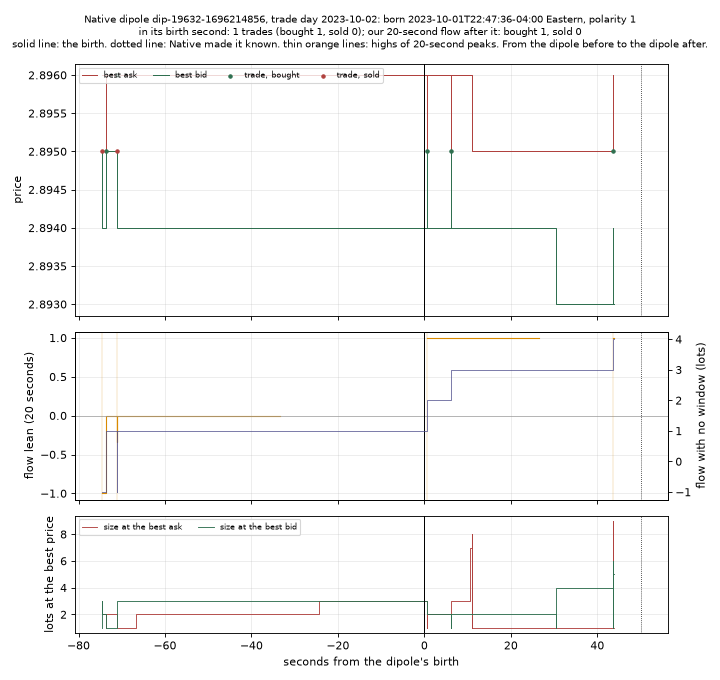 Native dipole dip-19632-1696214856, trade day 2023-10-02: born 2023-10-01T22:47:36-04:00 Eastern, polarity 1
in its birth second: 1 trades (bought 1, sold 0); our 20-second flow after it: bought 1, sold 0
solid line: the birth. dotted line: Native made it known. thin orange lines: highs of 20-second peaks. From the dipole before to the dipole after.
best ask best bid trade, bought trade, sold
2.8960
2.8955
2.8950
2.8945
2.8940
2.8935
2.8930
price
1.0
0.5
0.0
−0.5
−1.0
flow lean (20 seconds)
4
3
2
1
0
−1
flow with no window (lots)
size at the best ask size at the best bid
8
6
4
2
lots at the best price
−80 −60 −40 −20 0 20 40
seconds from the dipole's birth